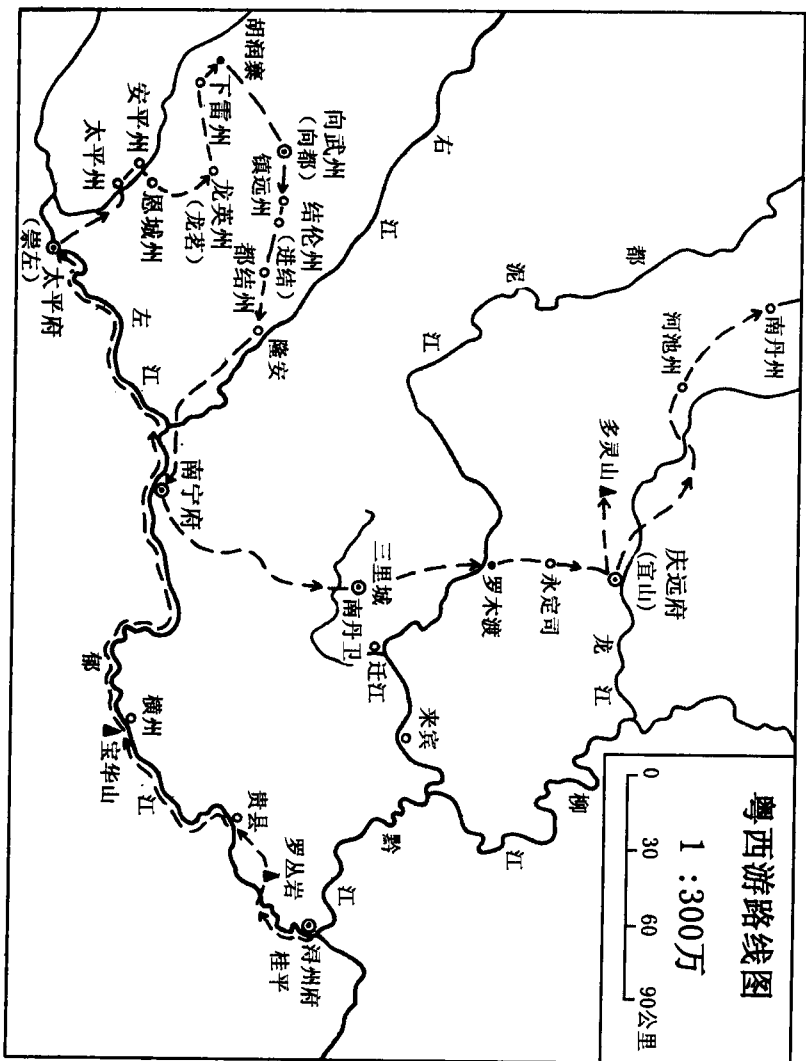 粤西游路线图
1:300万
0 30 60 90公里
南丹州
河池州
多灵山
庆远府
(宜山)
龙江
永定司
罗木渡
都泥江
三里城
南丹卫
迁江
来宾
柳江
黔江
右江
胡润寨
下雷州
向武州
(向都)
镇远州
结伦州
(进结)
都结州
隆安
龙英州
(龙茗)
安平州
太平州
恩城州
太平府
(崇左)
左江
南宁府
郁江
横州
宝华山
贵县
罗丛岩
浔州府
桂平